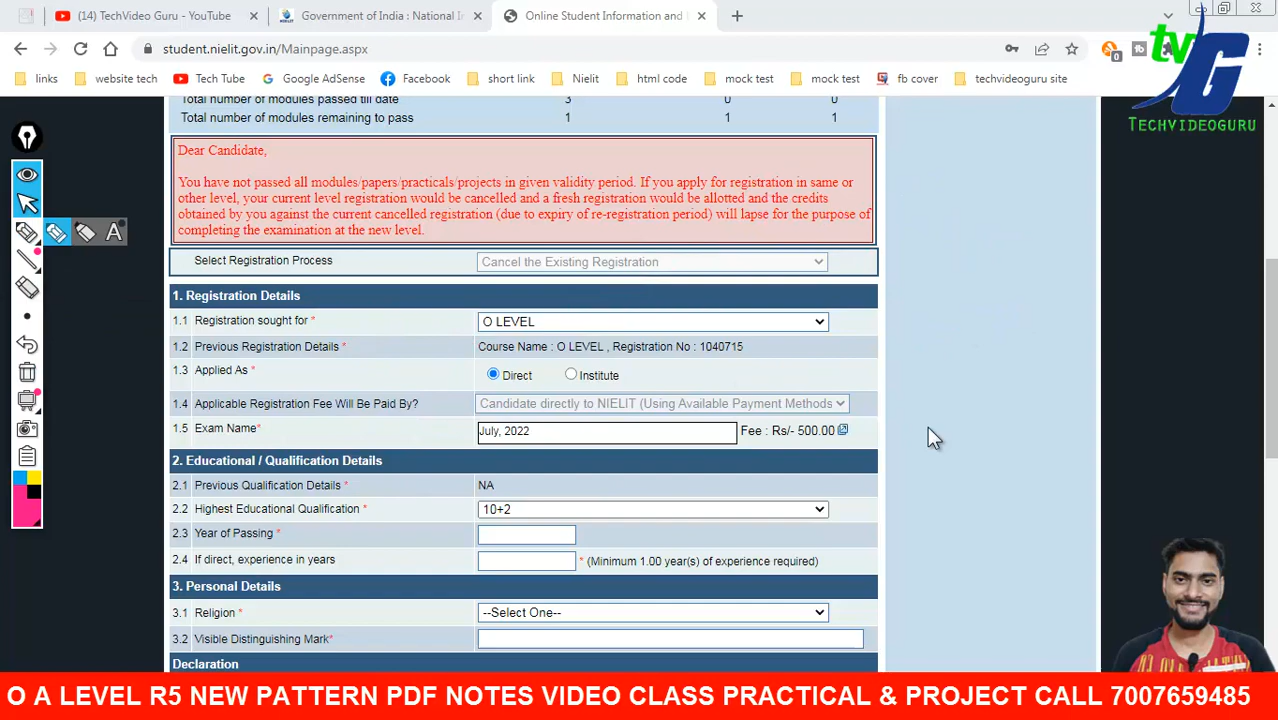 (14) TechVideo Guru - YouTube
Government of India : National I
Online Student Information and
student.nielit.gov.in/Mainpage.aspx
links
website tech
Tech Tube
Google AdSense
Facebook
short link
Nielit
html code
mock test
mock test
fb cover
techvideoguru site
tvG
TECHVIDEOGURU
Total number of modules passed till date 3 0 0
Total number of modules remaining to pass 1 1 1
Dear Candidate,
You have not passed all modules/papers/practicals/projects in given validity period. If you apply for registration in same or
other level, your current level registration would be cancelled and a fresh registration would be allotted and the credits
obtained by you against the current cancelled registration (due to expiry of re-registration period) will lapse for the purpose of
completing the examination at the new level.
Select Registration Process Cancel the Existing Registration
1. Registration Details
1.1 Registration sought for * O LEVEL
1.2 Previous Registration Details * Course Name : O LEVEL , Registration No : 1040715
1.3 Applied As * Direct Institute
1.4 Applicable Registration Fee Will Be Paid By? Candidate directly to NIELIT (Using Available Payment Methods
1.5 Exam Name* July, 2022 Fee : Rs/- 500.00
2. Educational / Qualification Details
2.1 Previous Qualification Details * NA
2.2 Highest Educational Qualification * 10+2
2.3 Year of Passing *
2.4 If direct, experience in years * (Minimum 1.00 year(s) of experience required)
3. Personal Details
3.1 Religion * --Select One--
3.2 Visible Distinguishing Mark*
Declaration
A
0
O A LEVEL R5 NEW PATTERN PDF NOTES VIDEO CLASS PRACTICAL & PROJECT CALL 7007659485